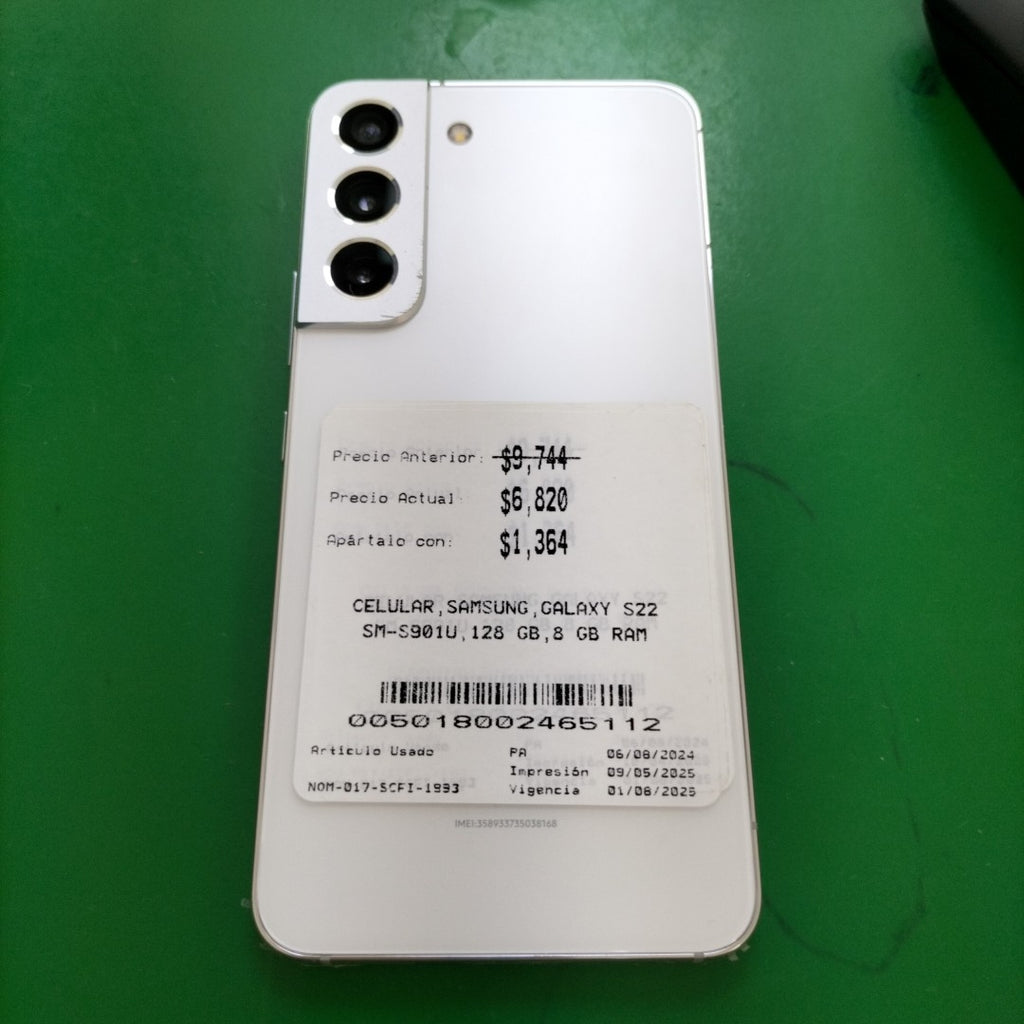 Precio Anterior: $9,744
Precio Actual: $6,820
Apártalo con: $1,364
CELULAR,SAMSUNG,GALAXY S22
SM-S901U,128 GB,8 GB RAM
005018002465112
Artículo Usado PA 06/08/2024
Impresión 09/05/2025
NOM-017-SCFI-1993 Vigencia 01/06/2025
IMEI:358933735038168